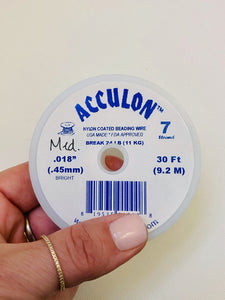 ACCULON™
7
Strand
NYLON COATED BEADING WIRE
USA MADE * FDA APPROVED
BREAK 24 LB (11 KG)
Med.
.018"
(.45mm)
BRIGHT
30 Ft
(9.2 M)